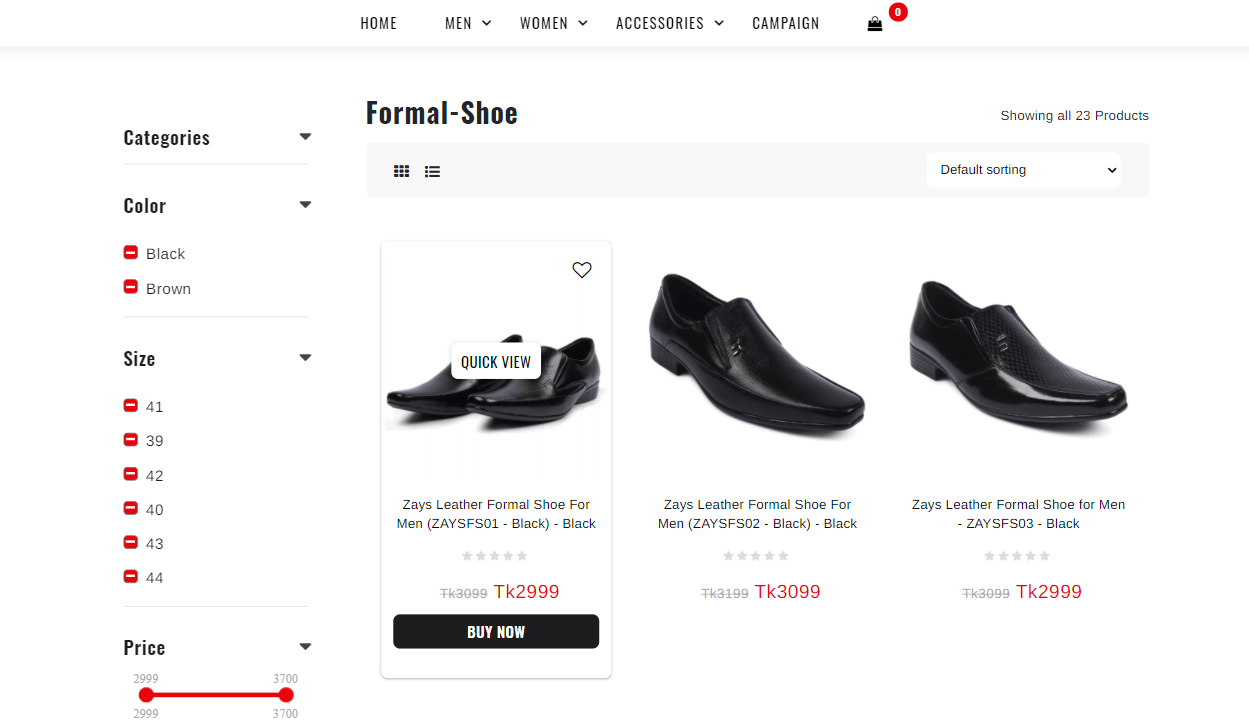 HOME MEN WOMEN ACCESSORIES CAMPAIGN 0
Categories
Color
Black
Brown
Size
41
39
42
40
43
44
Price
2999 3700
2999 3700
Formal-Shoe
Showing all 23 Products
Default sorting
QUICK VIEW
Zays Leather Formal Shoe For
Men (ZAYSFS01 - Black) - Black
Tk3099 Tk2999
BUY NOW
Zays Leather Formal Shoe For
Men (ZAYSFS02 - Black) - Black
Tk3199 Tk3099
Zays Leather Formal Shoe for Men
- ZAYSFS03 - Black
Tk3099 Tk2999